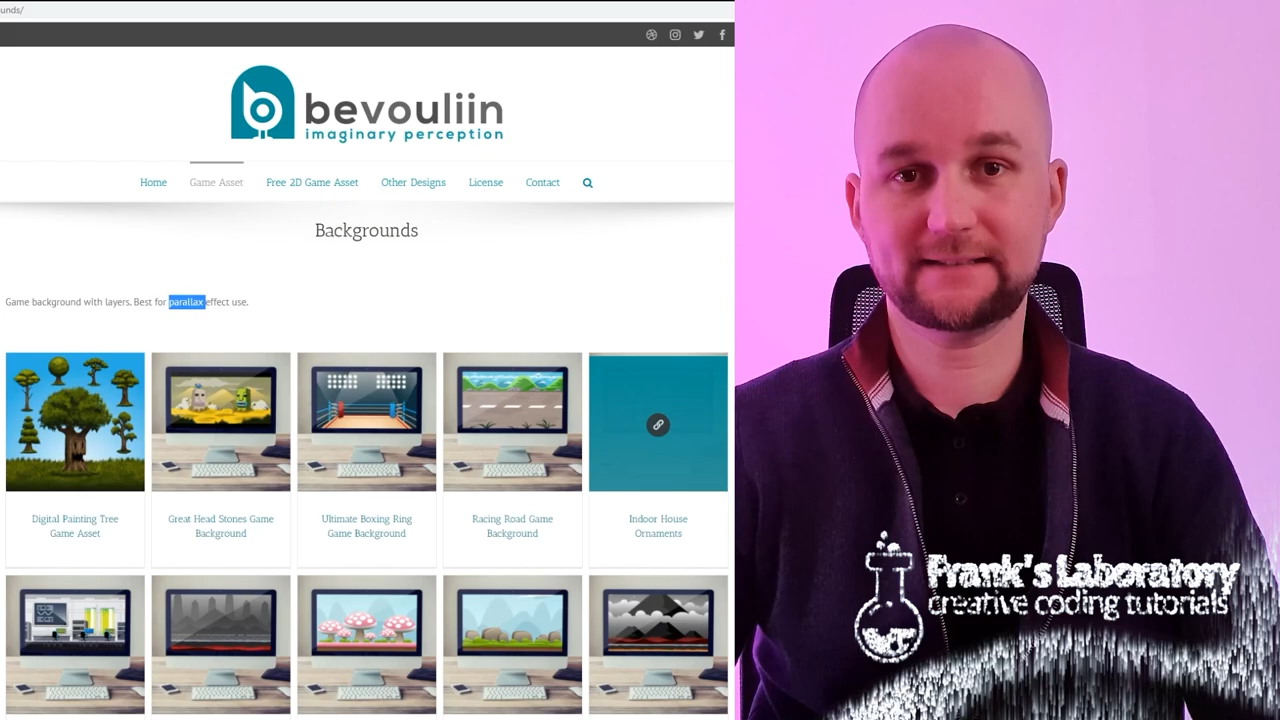 unds/
bevouliin
imaginary perception
Home Game Asset Free 2D Game Asset Other Designs License Contact
Backgrounds
Game background with layers. Best for parallax effect use.
Digital Painting Tree
Game Asset
Great Head Stones Game
Background
Ultimate Boxing Ring
Game Background
Racing Road Game
Background
Indoor House
Ornaments
Frank's Laboratory
creative coding tutorials